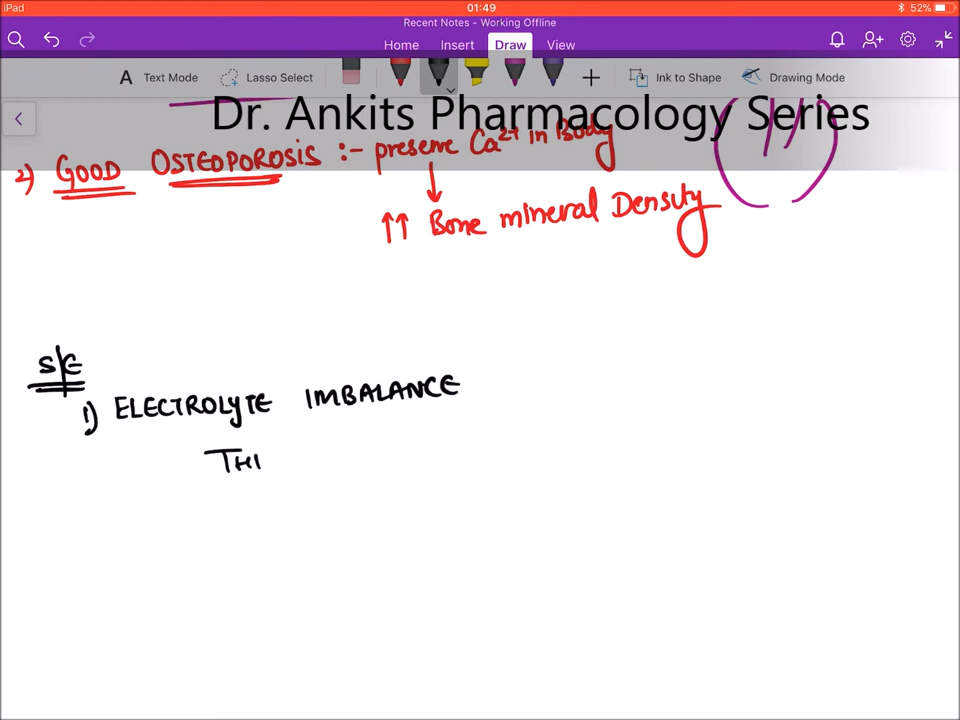 iPad 01:49 52%
Recent Notes - Working Offline
Home Insert Draw View
A Text Mode Lasso Select Ink to Shape Drawing Mode
Dr. Ankits Pharmacology Series
2) GOOD OSTEOPOROSIS :- preserve Ca2+ in Body
↓
↑↑ Bone mineral Density
S/E
1) ELECTROLYTE IMBALANCE
THI